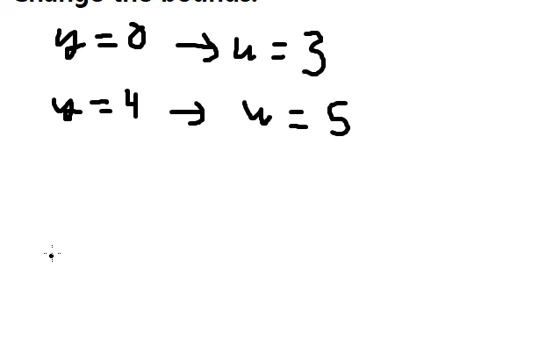 Change the bounds:
y = 0 → u = 3
y = 4 → u = 5